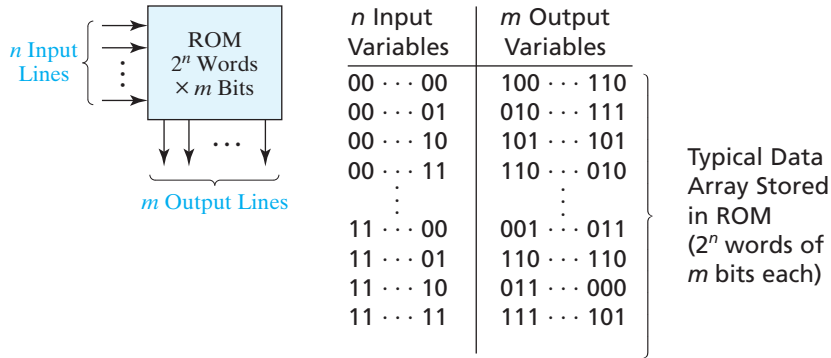 n Input
Lines
ROM
2ⁿ Words
× m Bits
· · ·
m Output Lines
n Input
Variables
m Output
Variables
00 · · · 00 100 · · · 110
00 · · · 01 010 · · · 111
00 · · · 10 101 · · · 101
00 · · · 11 110 · · · 010
⋮ ⋮
11 · · · 00 001 · · · 011
11 · · · 01 110 · · · 110
11 · · · 10 011 · · · 000
11 · · · 11 111 · · · 101
Typical Data
Array Stored
in ROM
(2ⁿ words of
m bits each)